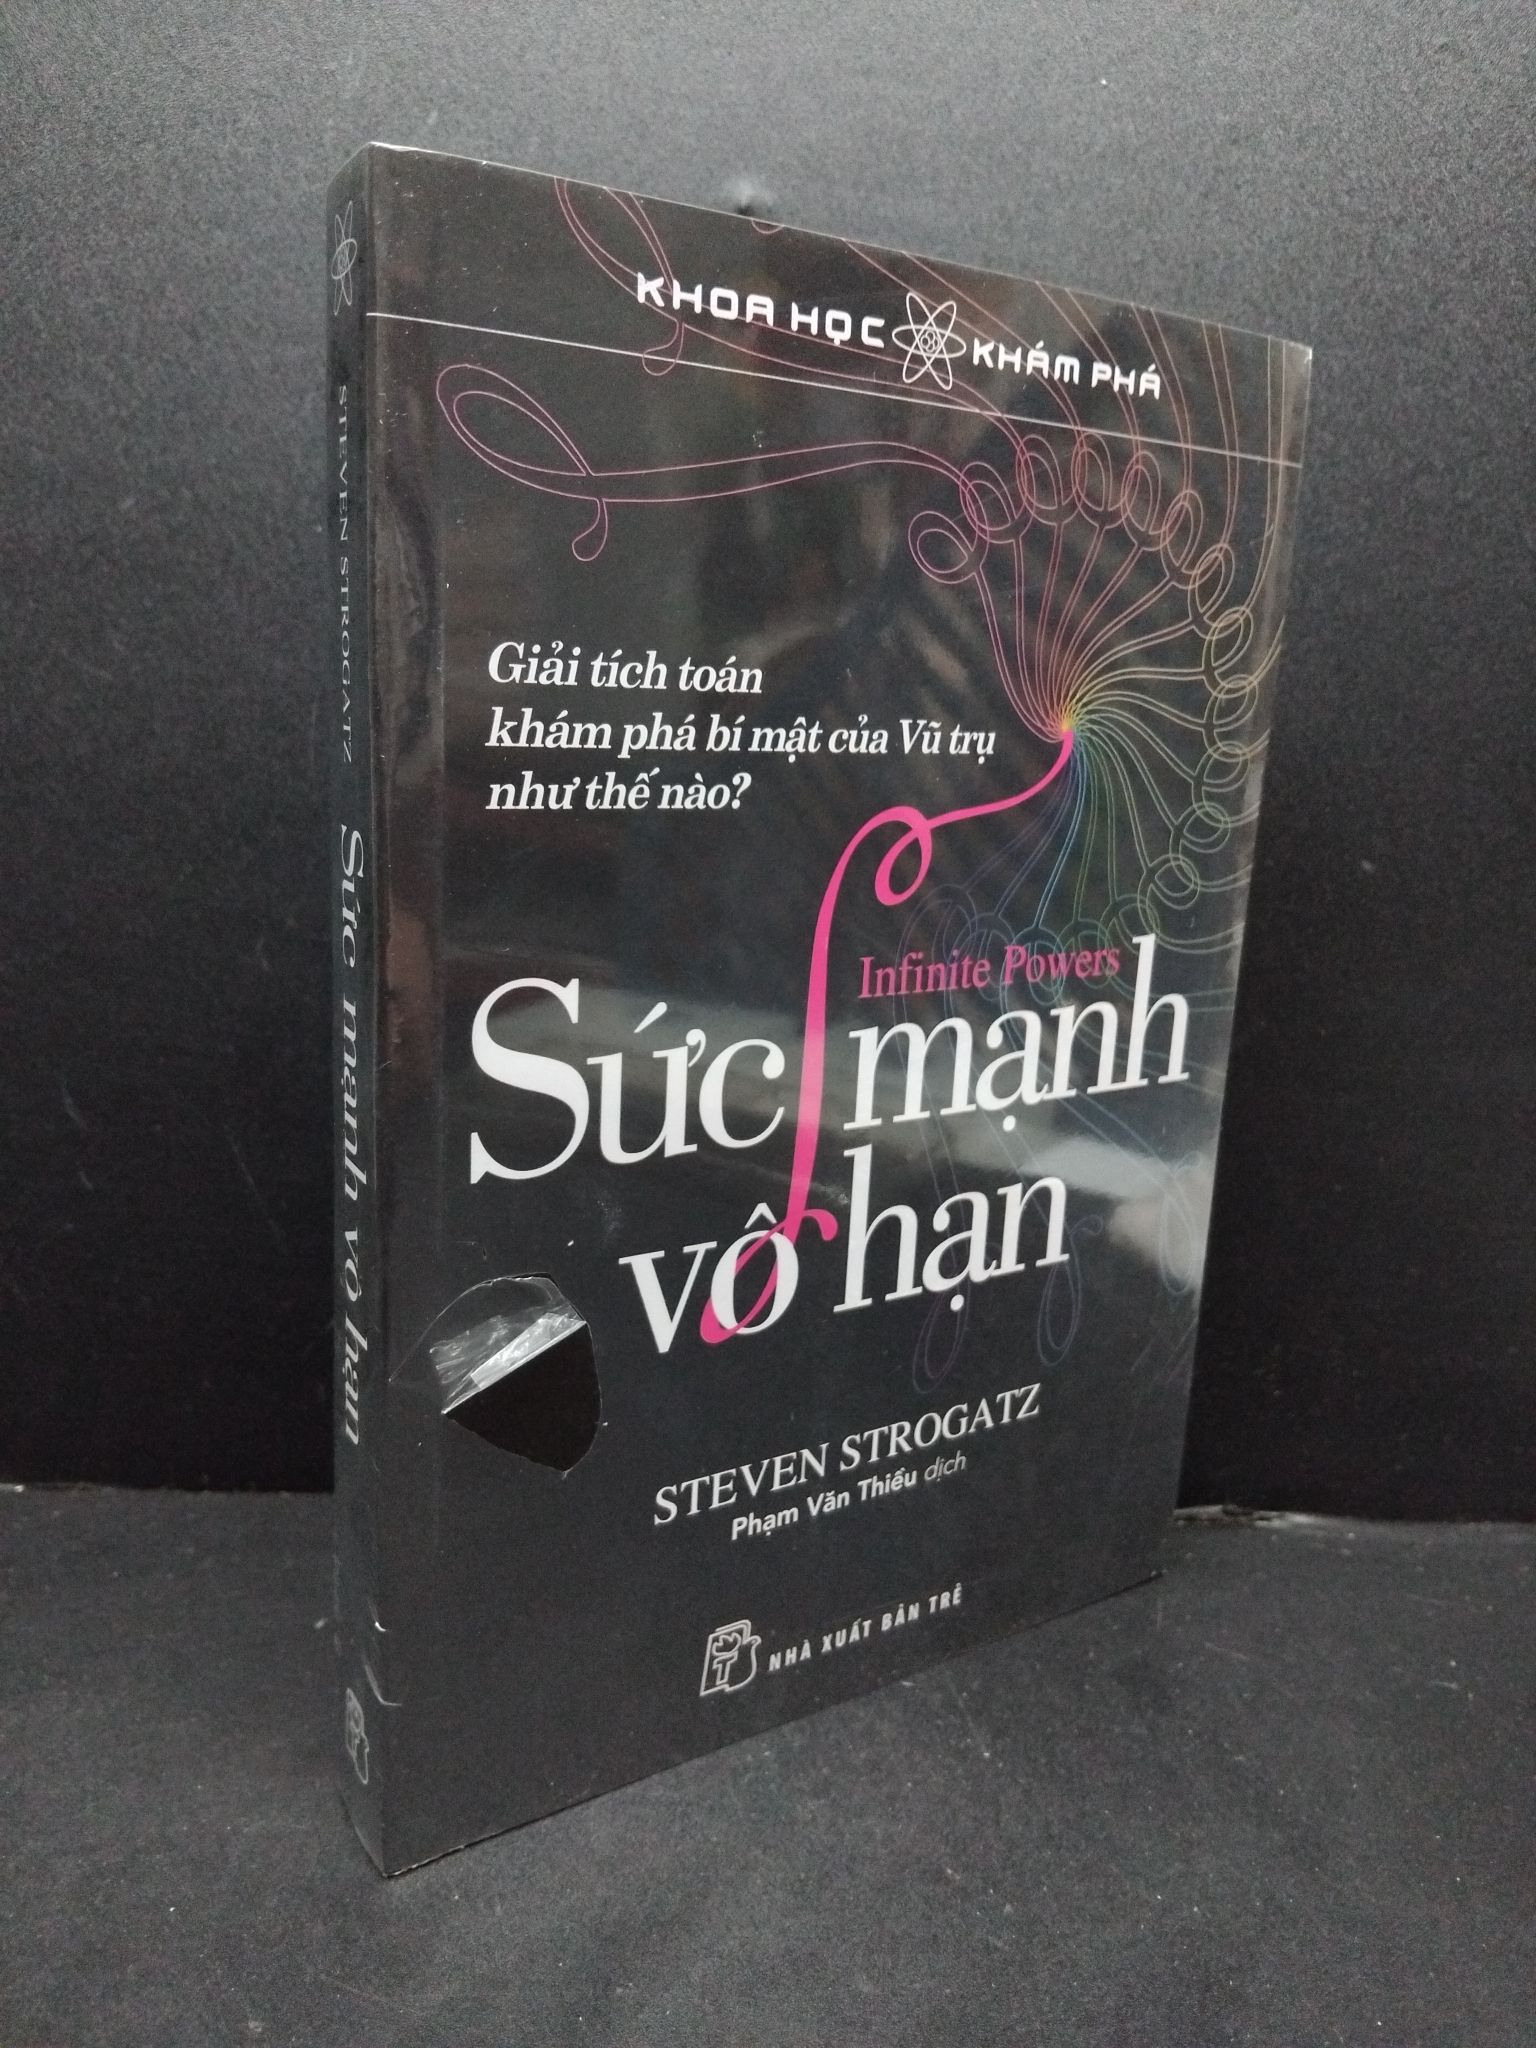 KHOA HỌC KHÁM PHÁ
Giải tích toán
khám phá bí mật của Vũ trụ
như thế nào?
Infinite Powers
Sức mạnh
vô hạn
STEVEN STROGATZ
Phạm Văn Thiều dịch
NHÀ XUẤT BẢN TRẺ
STEVEN STROGATZ Sức mạnh vô hạn